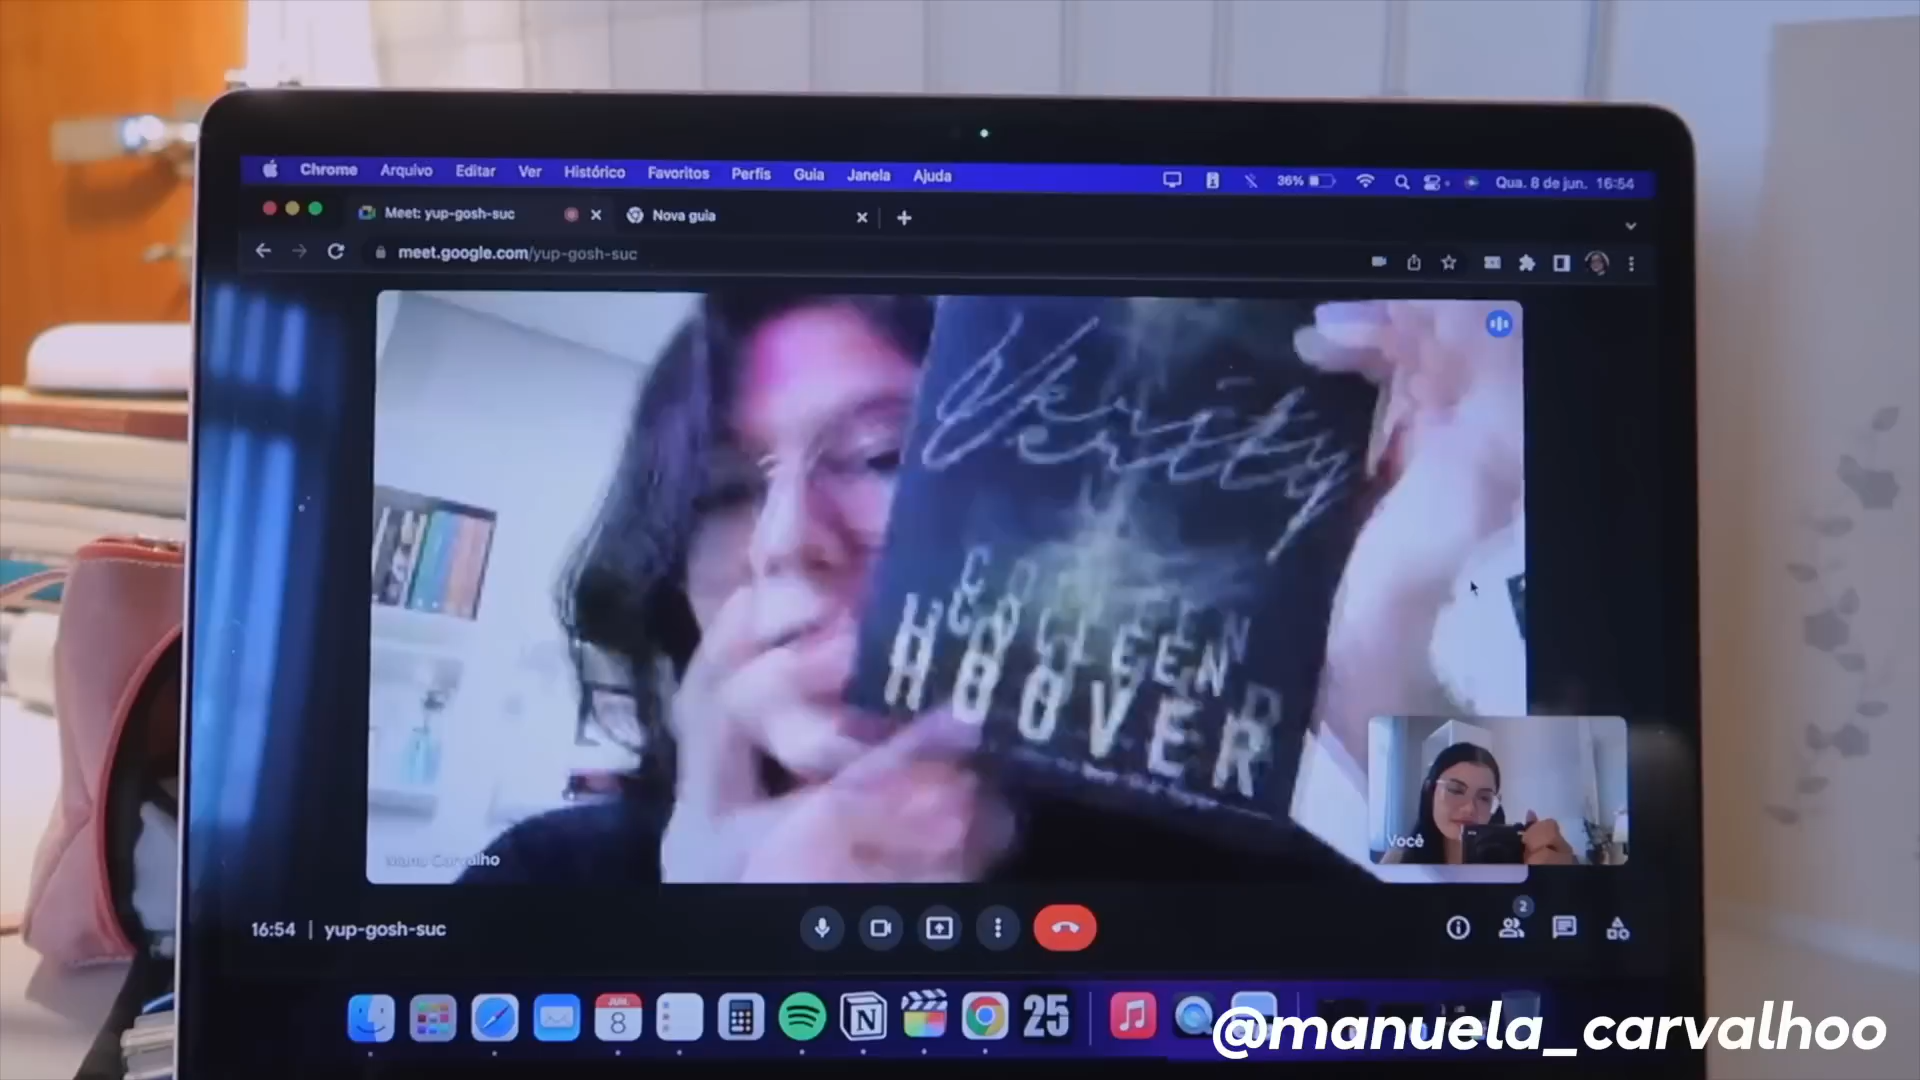 Chrome Arquivo Editar Ver Histórico Favoritos Perfis Guia Janela Ajuda 36% Qua. 8 de jun. 16:54
Meet: yup-gosh-suc Nova guia
meet.google.com/yup-gosh-suc
Verity
COLLEEN
HOOVER
Você
Carvalho
16:54 | yup-gosh-suc
2
JUN.
8
25
@manuela_carvalhoo